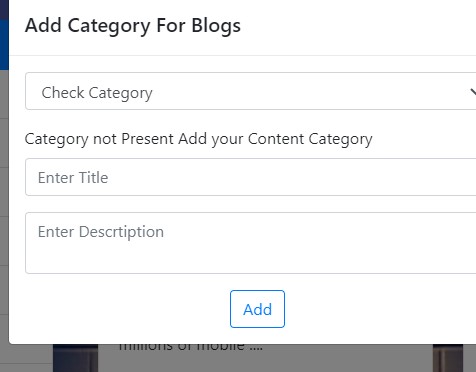 Add Category For Blogs
Check Category
Category not Present Add your Content Category
Enter Title
Enter Descrtiption
Add
millions of mobile ....